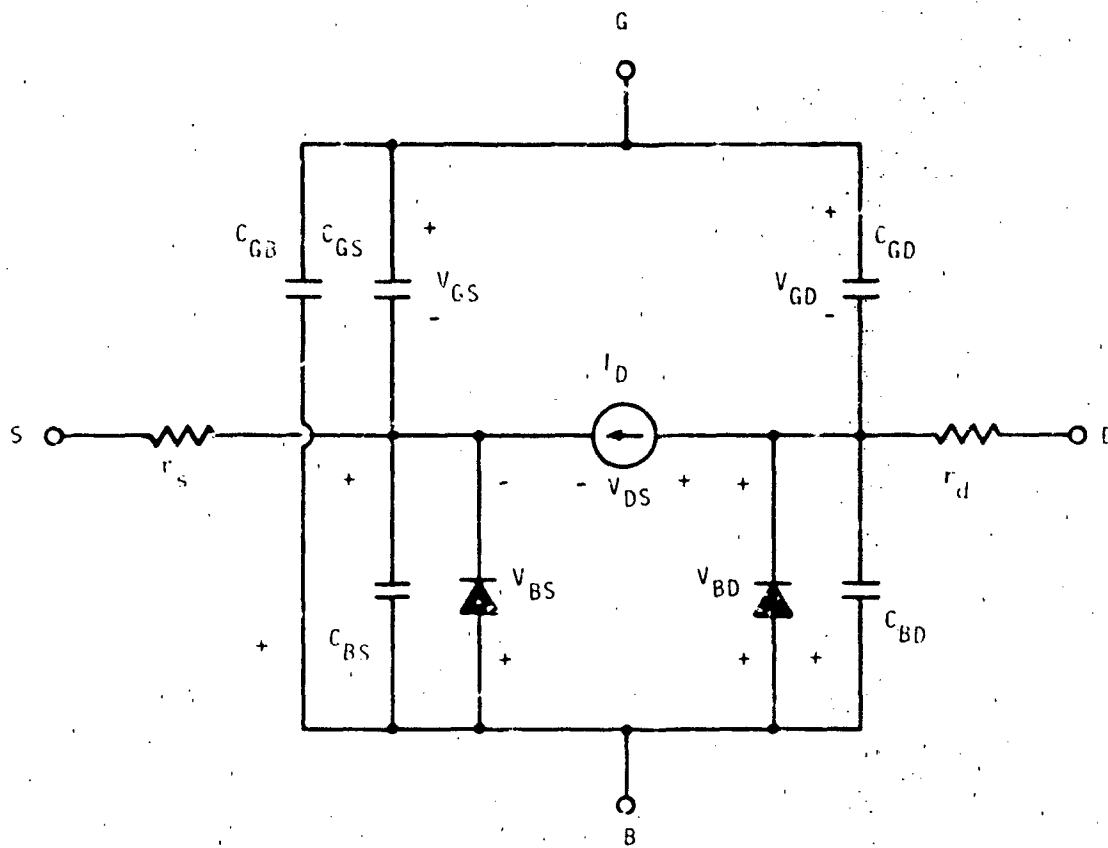 G
C_GB C_GS + + C_GD
V_GS V_GD
- -
I_D
S
r_s + - - V_DS + + r_d
V_BS V_BD
C_BS C_BD
+ + + +
B